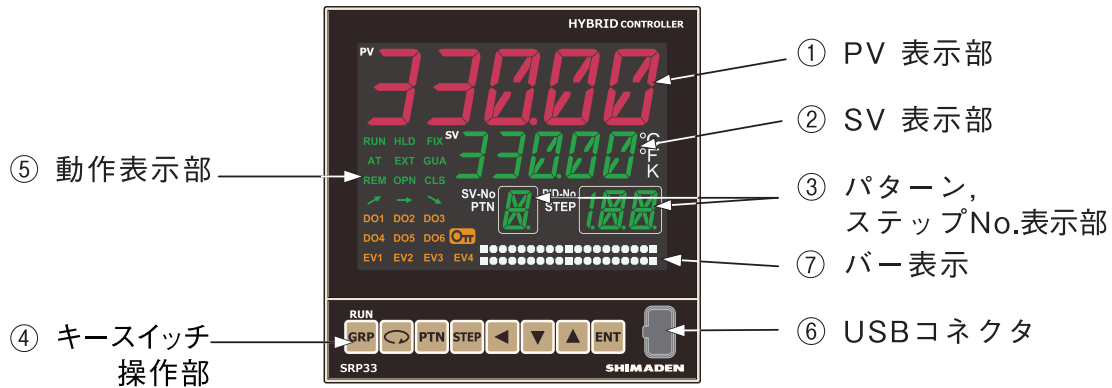 HYBRID CONTROLLER
PV
330.00
① PV 表示部
RUN HLD FIX SV 330.00 °C
② SV 表示部
AT EXT GUA °F
⑤ 動作表示部
REM OPN CLS K
SV-No PID-No
③ パターン,
PTN STEP
ステップNo.表示部
DO1 DO2 DO3
DO4 DO5 DO6
EV1 EV2 EV3 EV4
⑦ バー表示
RUN
④ キースイッチ
操作部
GRP PTN STEP ENT
⑥ USBコネクタ
SRP33 SHIMADEN